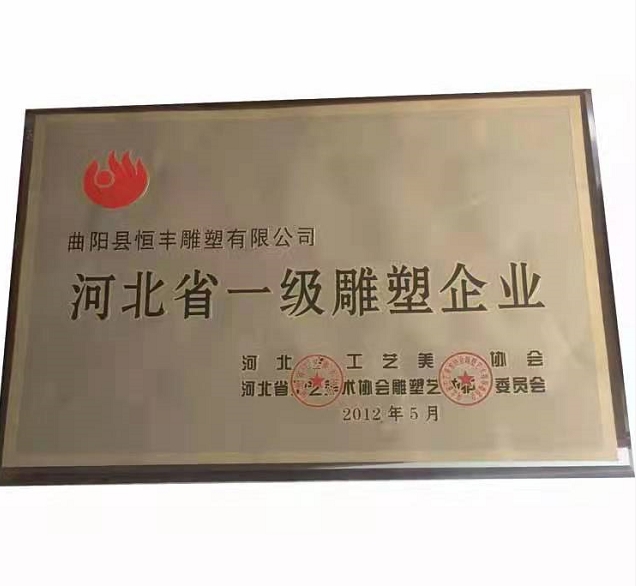 曲阳县恒丰雕塑有限公司
河北省一级雕塑企业
河北 工艺美 协会
河北省 艺美术协会雕塑艺 委员会
2012年5月